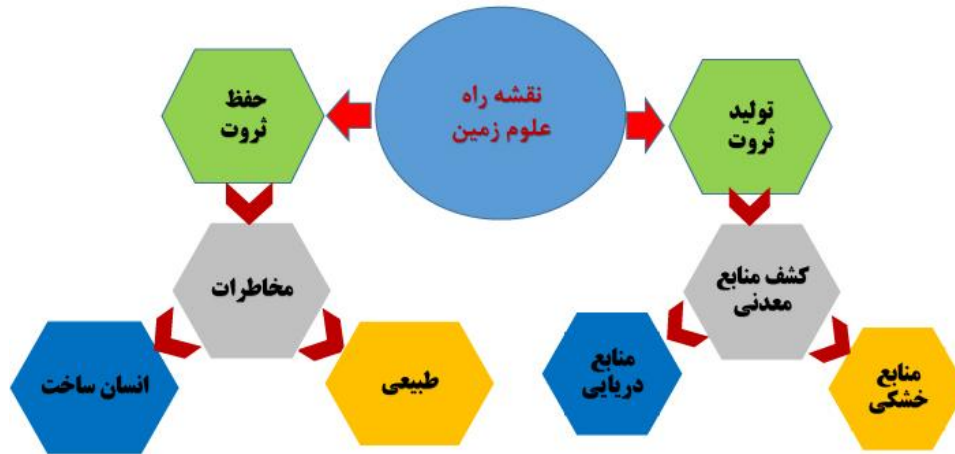 نقشه راه
علوم زمین
تولید
ثروت
حفظ
ثروت
کشف منابع
معدنی
مخاطرات
منابع
خشکی
منابع
دریایی
طبیعی
انسان ساخت